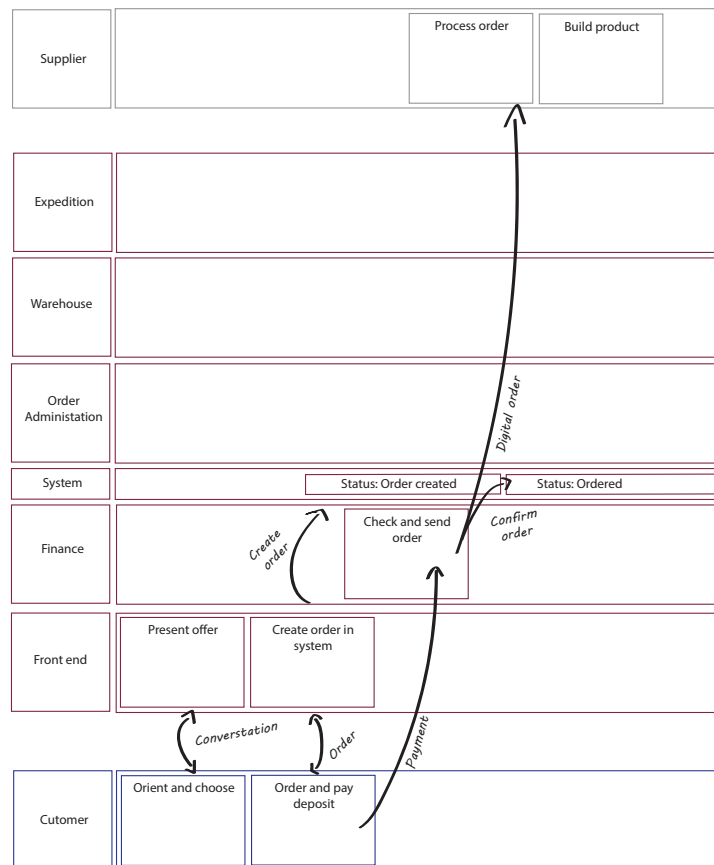 Supplier
Process order
Build product
Expedition
Warehouse
Order
Administation
Digital order
System
Status: Order created
Status: Ordered
Finance
Create
order
Check and send
order
Confirm
order
Front end
Present offer
Create order in
system
Converstation
Order
Payment
Cutomer
Orient and choose
Order and pay
deposit